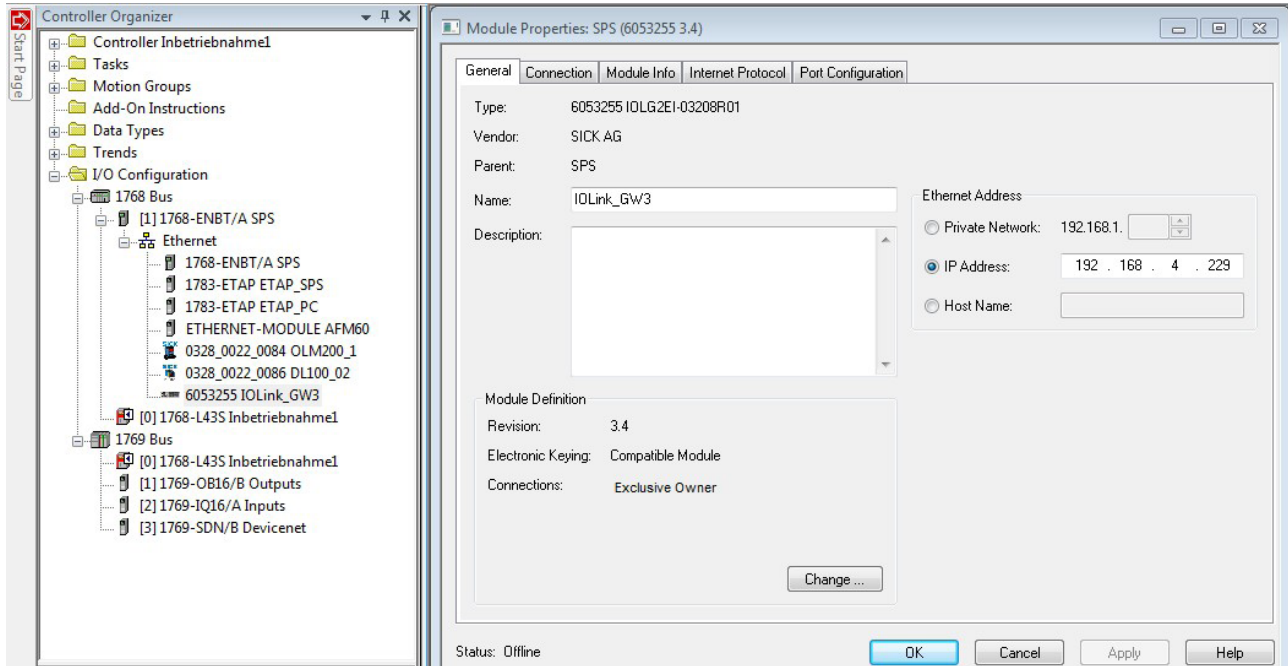 Start Page
Controller Organizer
Controller Inbetriebnahme1
Tasks
Motion Groups
Add-On Instructions
Data Types
Trends
I/O Configuration
1768 Bus
[1] 1768-ENBT/A SPS
Ethernet
1768-ENBT/A SPS
1783-ETAP ETAP_SPS
1783-ETAP ETAP_PC
ETHERNET-MODULE AFM60
0328_0022_0084 OLM200_1
0328_0022_0086 DL100_02
6053255 IOLink_GW3
[0] 1768-L43S Inbetriebnahme1
1769 Bus
[0] 1768-L43S Inbetriebnahme1
[1] 1769-OB16/B Outputs
[2] 1769-IQ16/A Inputs
[3] 1769-SDN/B Devicenet
Module Properties: SPS (6053255 3.4)
General Connection Module Info Internet Protocol Port Configuration
Type: 6053255 IOLG2EI-03208R01
Vendor: SICK AG
Parent: SPS
Name: IOLink_GW3
Description:
Ethernet Address
Private Network: 192.168.1.
IP Address: 192 . 168 . 4 . 229
Host Name:
Module Definition
Revision: 3.4
Electronic Keying: Compatible Module
Connections: Exclusive Owner
Change ...
Status: Offline
OK Cancel Apply Help